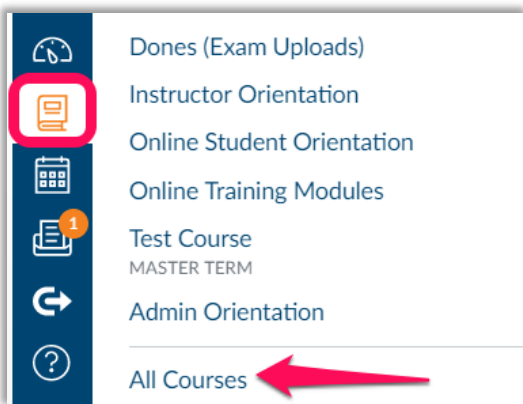 Dones (Exam Uploads)
Instructor Orientation
Online Student Orientation
Online Training Modules
1
Test Course
MASTER TERM
Admin Orientation
?
All Courses